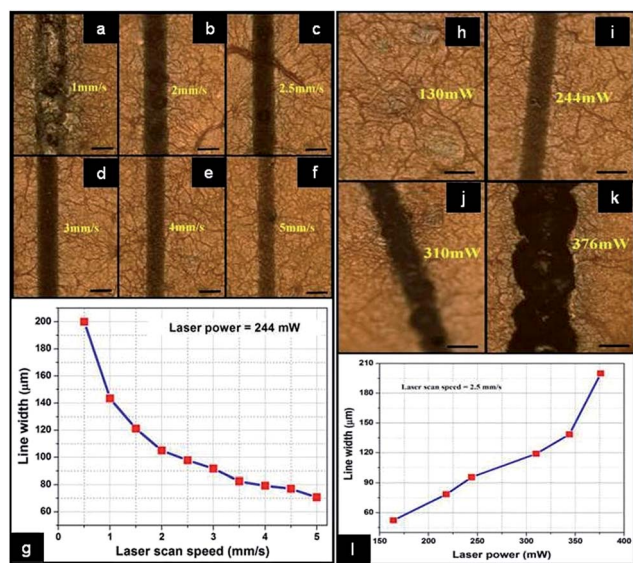 a
1mm/s
b
2mm/s
c
2.5mm/s
d
3mm/s
e
4mm/s
f
5mm/s
200
180
160
140
120
100
80
60
Line width (µm)
Laser power = 244 mW
0 1 2 3 4 5
Laser scan speed (mm/s)
g
h
130mW
i
244mW
j
310mW
k
376mW
210
180
150
120
90
60
Line width (µm)
Laser scan speed = 2.5 mm/s
150 200 250 300 350 400
Laser power (mW)
l